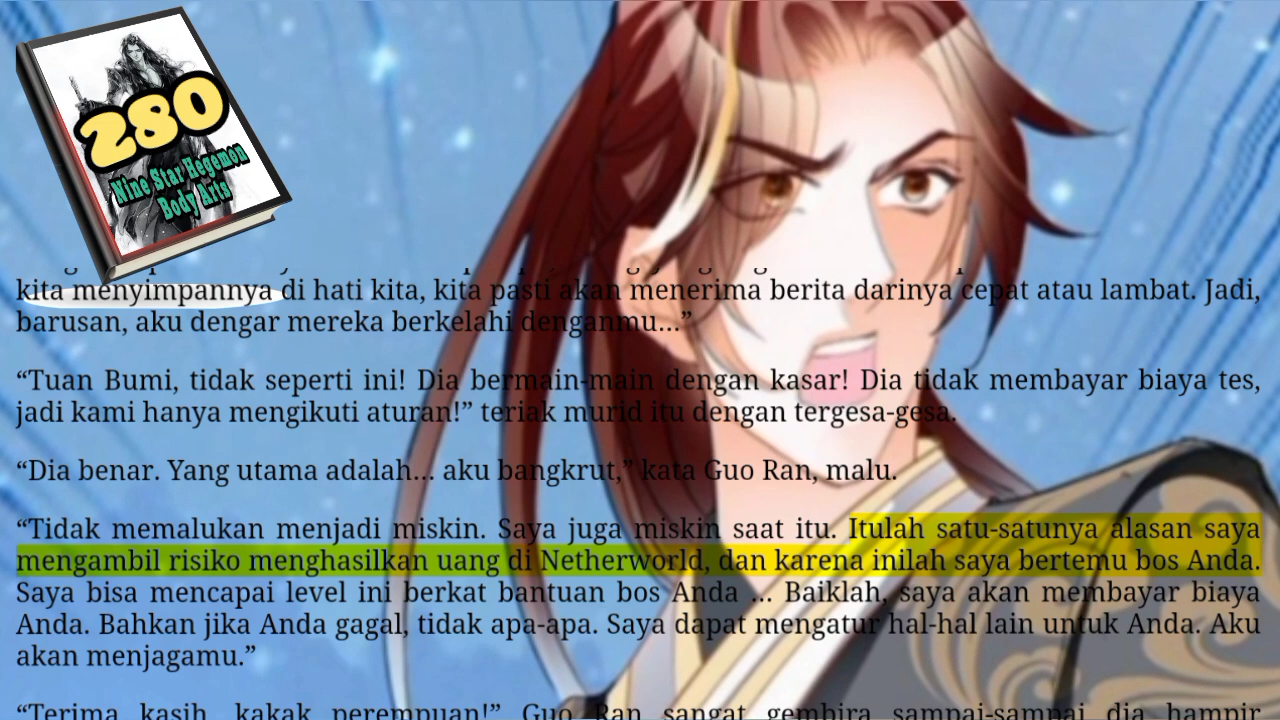 280
Nine Star Hegemon
Body Arts
kita menyimpannya di hati kita, kita pasti akan menerima berita darinya cepat atau lambat. Jadi,
barusan, aku dengar mereka berkelahi denganmu…”
“Tuan Bumi, tidak seperti ini! Dia bermain-main dengan kasar! Dia tidak membayar biaya tes,
jadi kami hanya mengikuti aturan!” teriak murid itu dengan tergesa-gesa.
“Dia benar. Yang utama adalah… aku bangkrut,” kata Guo Ran, malu.
“Tidak memalukan menjadi miskin. Saya juga miskin saat itu. Itulah satu-satunya alasan saya
mengambil risiko menghasilkan uang di Netherworld, dan karena inilah saya bertemu bos Anda.
Saya bisa mencapai level ini berkat bantuan bos Anda … Baiklah, saya akan membayar biaya
Anda. Bahkan jika Anda gagal, tidak apa-apa. Saya dapat mengatur hal-hal lain untuk Anda. Aku
akan menjagamu.”
“Terima kasih, kakak perempuan!” Guo Ran sangat gembira sampai-sampai dia hampir